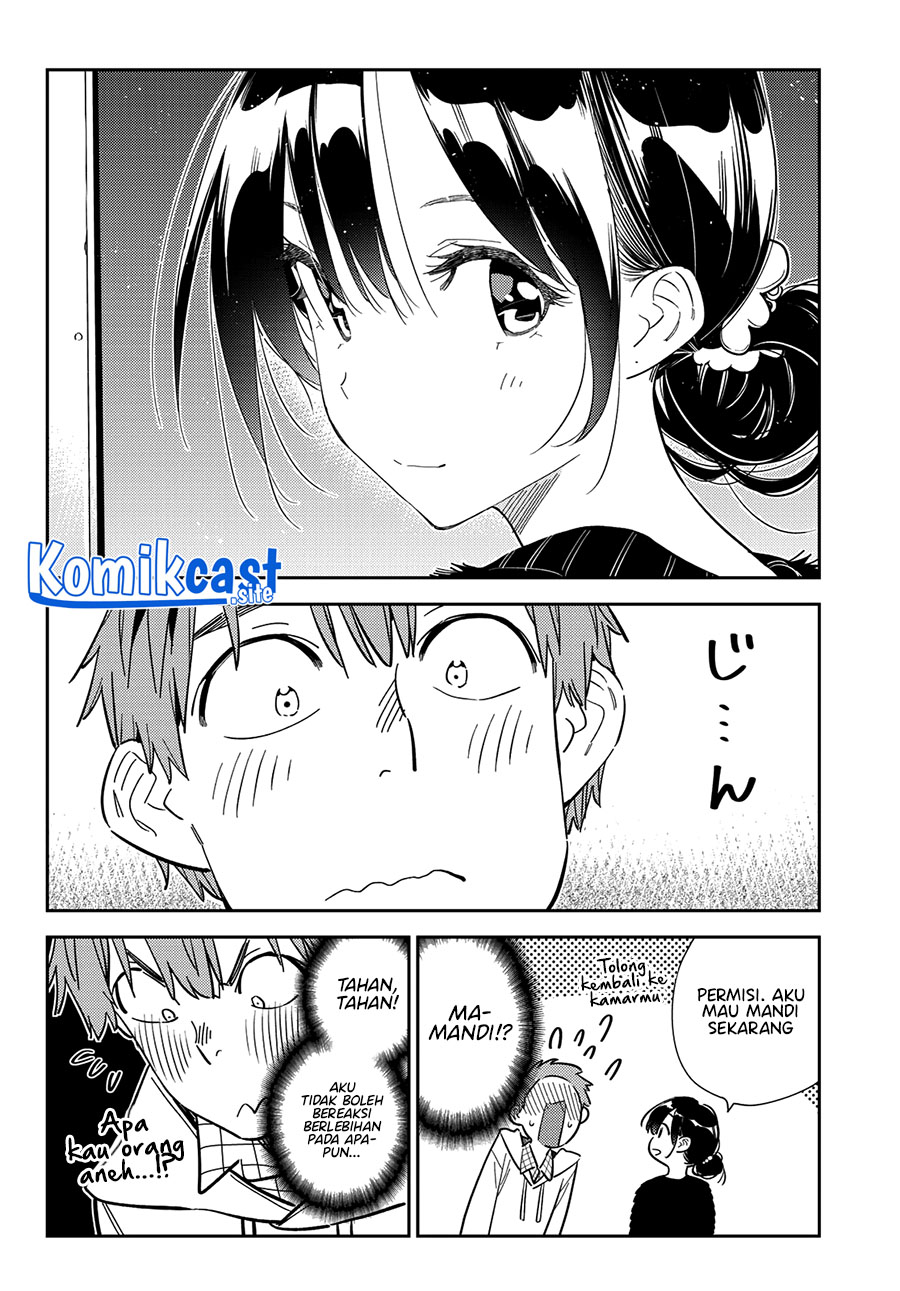 Komikcast
.site
じ...ん
PERMISI. AKU
MAU MANDI
SEKARANG
Tolong
kembali ke
kamarmu
MA-
MANDI!?
TAHAN,
TAHAN!
AKU
TIDAK BOLEH
BEREAKSI
BERLEBIHAN
PADA APA-
PUN...
Apa
kau orang
aneh...!?